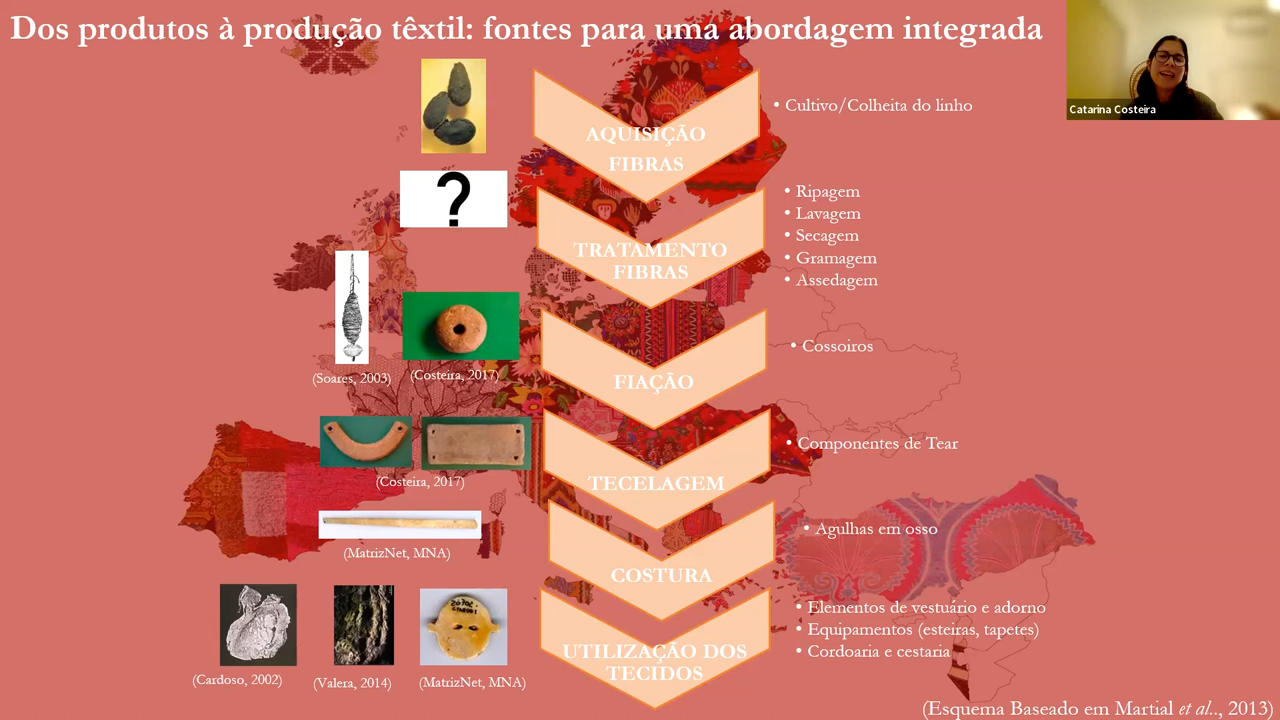 Dos produtos à produção têxtil: fontes para uma abordagem integrada
Catarina Costeira
AQUISIÇÃO
FIBRAS
• Cultivo/Colheita do linho
?
TRATAMENTO
FIBRAS
• Ripagem
• Lavagem
• Secagem
• Gramagem
• Assedagem
(Soares, 2003)
(Costeira, 2017)
FIAÇÃO
• Cossoiros
(Costeira, 2017)
TECELAGEM
• Componentes de Tear
(MatrizNet, MNA)
COSTURA
• Agulhas em osso
(Cardoso, 2002)
(Valera, 2014)
(MatrizNet, MNA)
UTILIZAÇÃO DOS
TECIDOS
• Elementos de vestuário e adorno
• Equipamentos (esteiras, tapetes)
• Cordoaria e cestaria
(Esquema Baseado em Martial et al.., 2013)